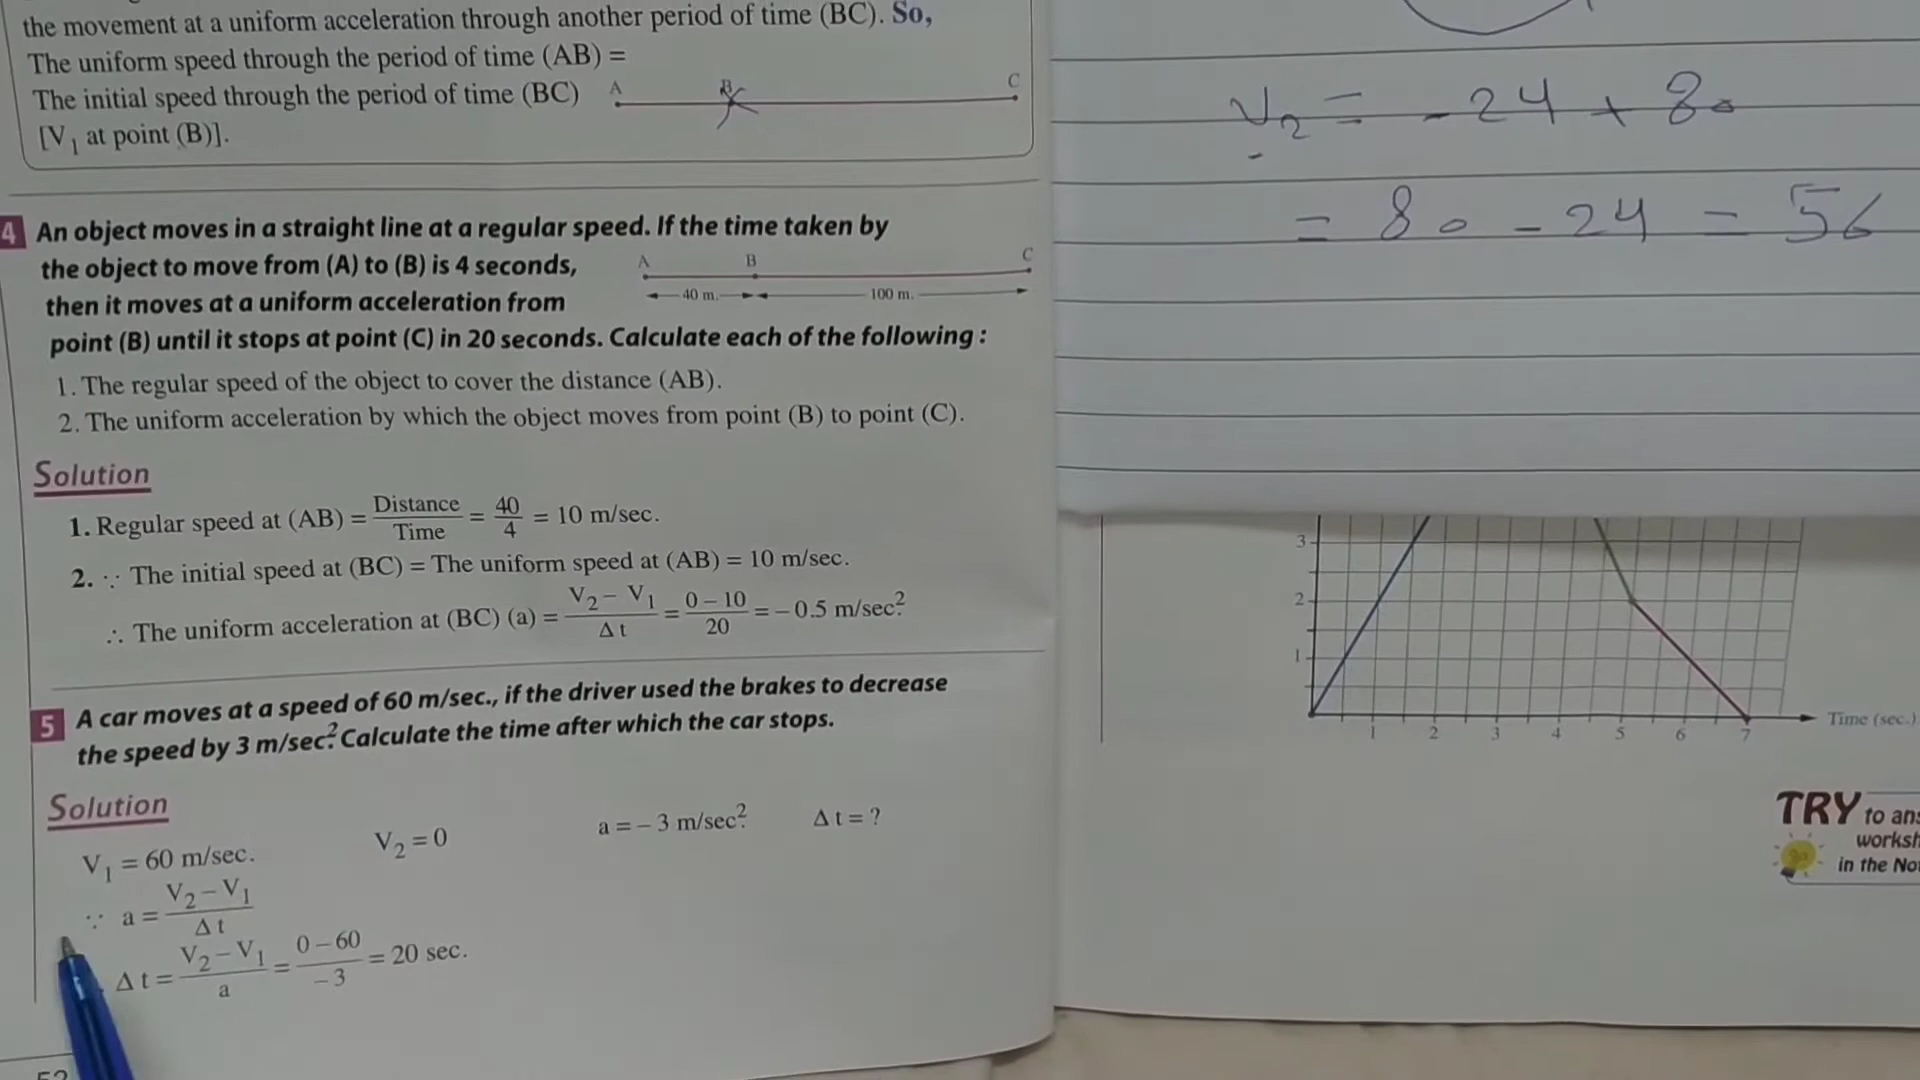 the movement at a uniform acceleration through another period of time (BC). So,
The uniform speed through the period of time (AB) =
The initial speed through the period of time (BC)
[V₁ at point (B)].
A B C
4 An object moves in a straight line at a regular speed. If the time taken by
the object to move from (A) to (B) is 4 seconds,
then it moves at a uniform acceleration from
point (B) until it stops at point (C) in 20 seconds. Calculate each of the following :
A B C
40 m. 100 m.
1. The regular speed of the object to cover the distance (AB).
2. The uniform acceleration by which the object moves from point (B) to point (C).
Solution
1. Regular speed at (AB) = Distance / Time = 40 / 4 = 10 m/sec.
2. ∵ The initial speed at (BC) = The uniform speed at (AB) = 10 m/sec.
∴ The uniform acceleration at (BC) (a) = V₂ – V₁ / Δ t = 0 – 10 / 20 = – 0.5 m/sec².
5 A car moves at a speed of 60 m/sec., if the driver used the brakes to decrease
the speed by 3 m/sec². Calculate the time after which the car stops.
Solution
V₁ = 60 m/sec. V₂ = 0 a = – 3 m/sec². Δ t = ?
∵ a = V₂ – V₁ / Δ t
Δ t = V₂ – V₁ / a = 0 – 60 / – 3 = 20 sec.
V₂ = - 24 + 80
= 80 - 24 = 56
3
2
1
1 2 3 4 5 6 7
Time (sec.)
TRY to
in the